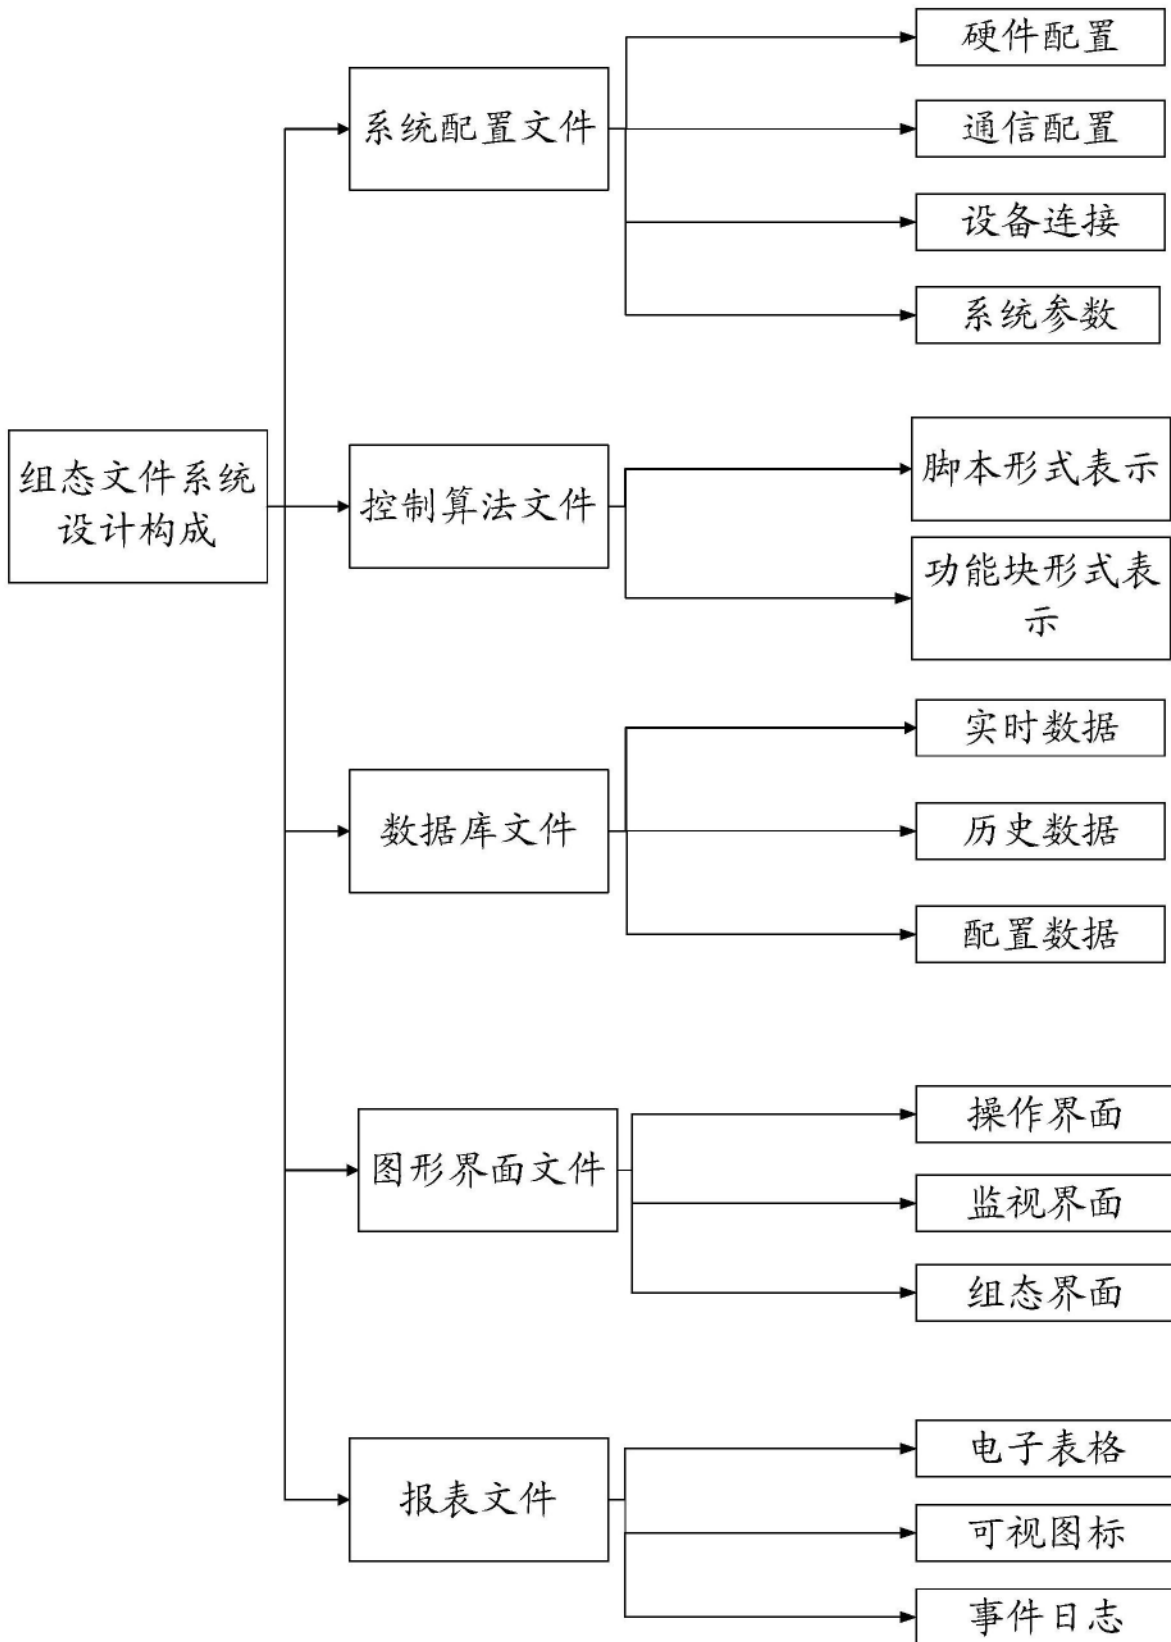 组态文件系统
设计构成
系统配置文件
硬件配置
通信配置
设备连接
系统参数
控制算法文件
脚本形式表示
功能块形式表
示
数据库文件
实时数据
历史数据
配置数据
图形界面文件
操作界面
监视界面
组态界面
报表文件
电子表格
可视图标
事件日志